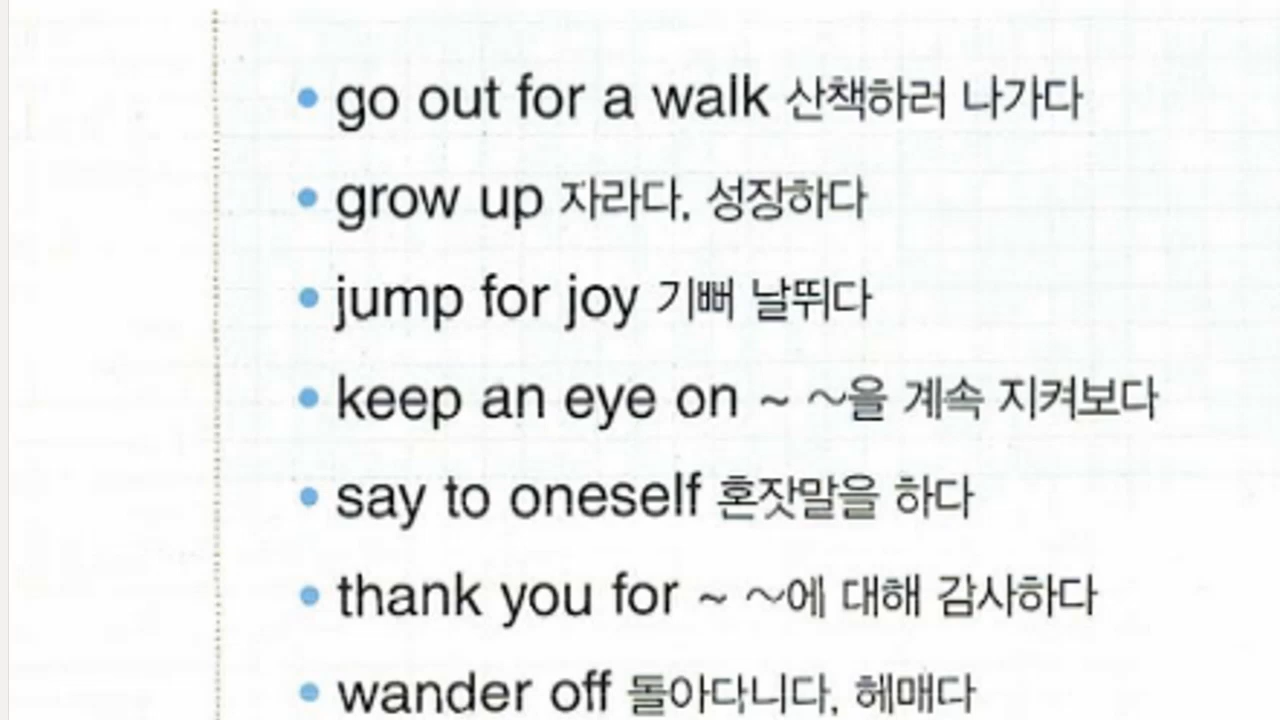 • go out for a walk 산책하러 나가다
• grow up 자라다, 성장하다
• jump for joy 기뻐 날뛰다
• keep an eye on ~ ~을 계속 지켜보다
• say to oneself 혼잣말을 하다
• thank you for ~ ~에 대해 감사하다
• wander off 돌아다니다, 헤매다